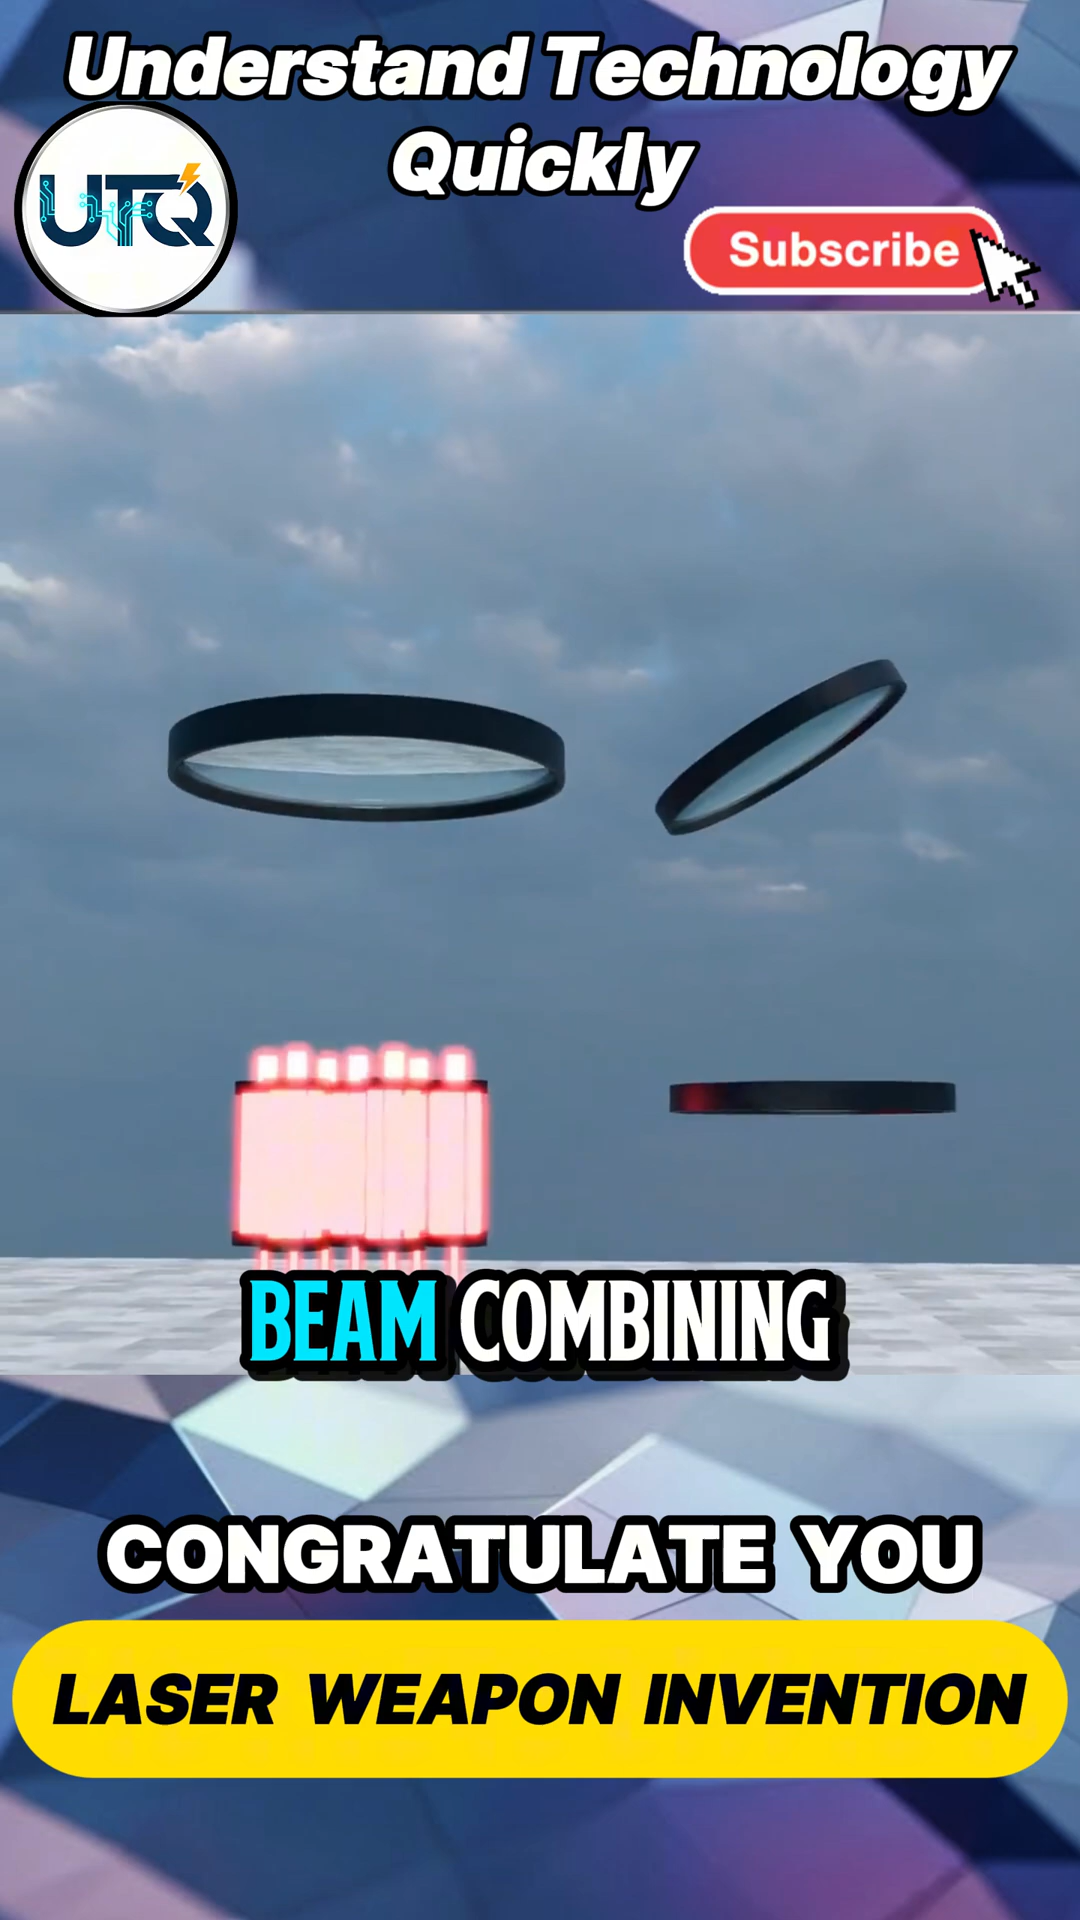 Understand Technology
Quickly
UTQ
Subscribe
BEAM COMBINING
CONGRATULATE YOU
LASER WEAPON INVENTION